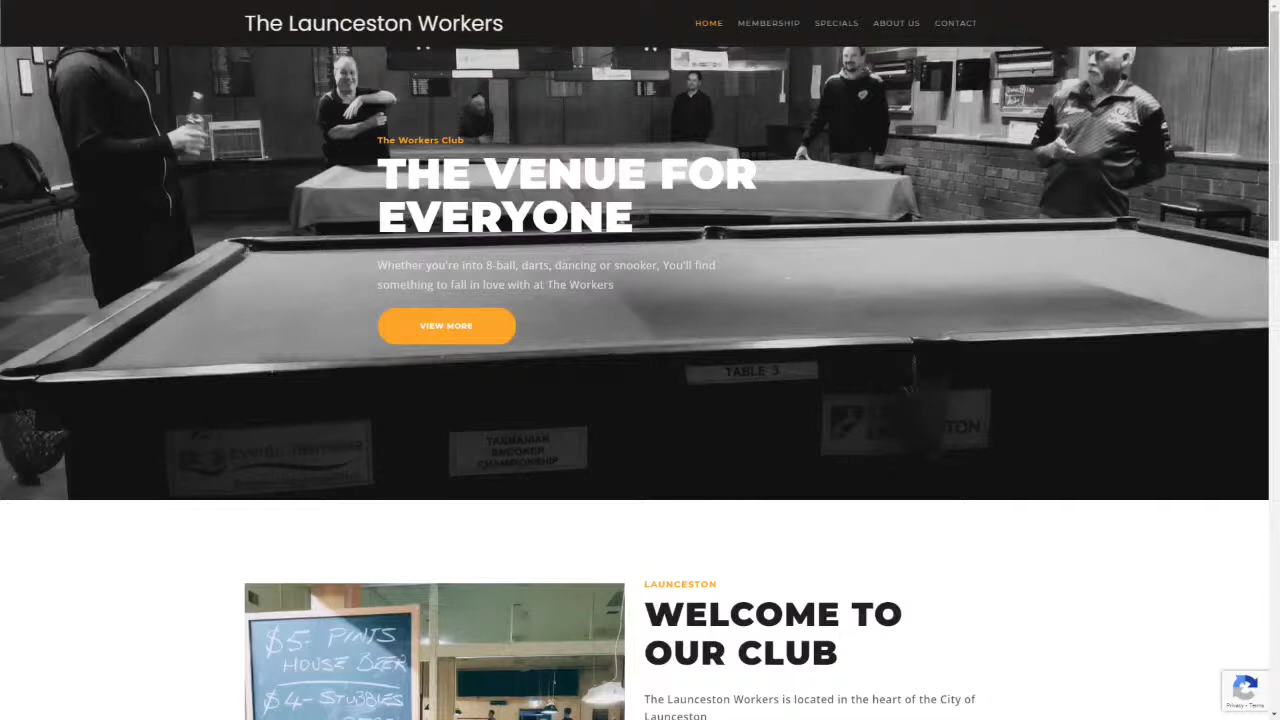 The Launceston Workers
HOME MEMBERSHIP SPECIALS ABOUT US CONTACT
The Workers Club
THE VENUE FOR
EVERYONE
Whether you're into 8-ball, darts, dancing or snooker, You'll find
something to fall in love with at The Workers
VIEW MORE
TABLE 3
TASMANIAN
SNOOKER
CHAMPIONSHIP
LAUNCESTON
WELCOME TO
OUR CLUB
$5- PINTS
HOUSE BEER
$4- STUBBIES
The Launceston Workers is located in the heart of the City of
Launceston
Privacy - Terms